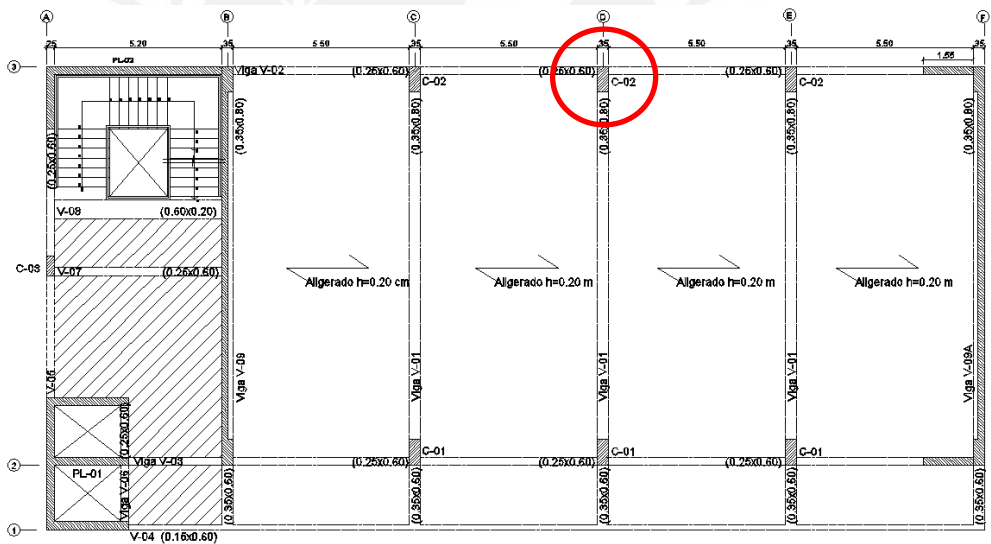 A B C D E F
25 5.20 35 5.50 35 5.50 35 5.50 35 5.50 35
1.55
PL-02
3
Viga V-02 (0.25x0.60) (0.25x0.60) (0.25x0.60)
C-02 C-02 C-02
(0.25x0.60) (0.35x0.80) (0.35x0.80) (0.35x0.80) (0.35x0.80) (0.35x0.80)
V-08 (0.60x0.20)
C-03 V-07 (0.25x0.60)
Aligerado h=0.20 cm Aligerado h=0.20 m Aligerado h=0.20 m Aligerado h=0.20 m
V-05 Viga V-09 Viga V-01 Viga V-01 Viga V-01 Viga V-09A
(0.25x0.60)
C-01 C-01 C-01
2 Viga V-03 (0.25x0.60) (0.25x0.60) (0.25x0.60)
PL-01
Viga V-06 (0.35x0.60) (0.35x0.60) (0.35x0.60) (0.35x0.60) (0.35x0.60)
1
V-04 (0.15x0.60)